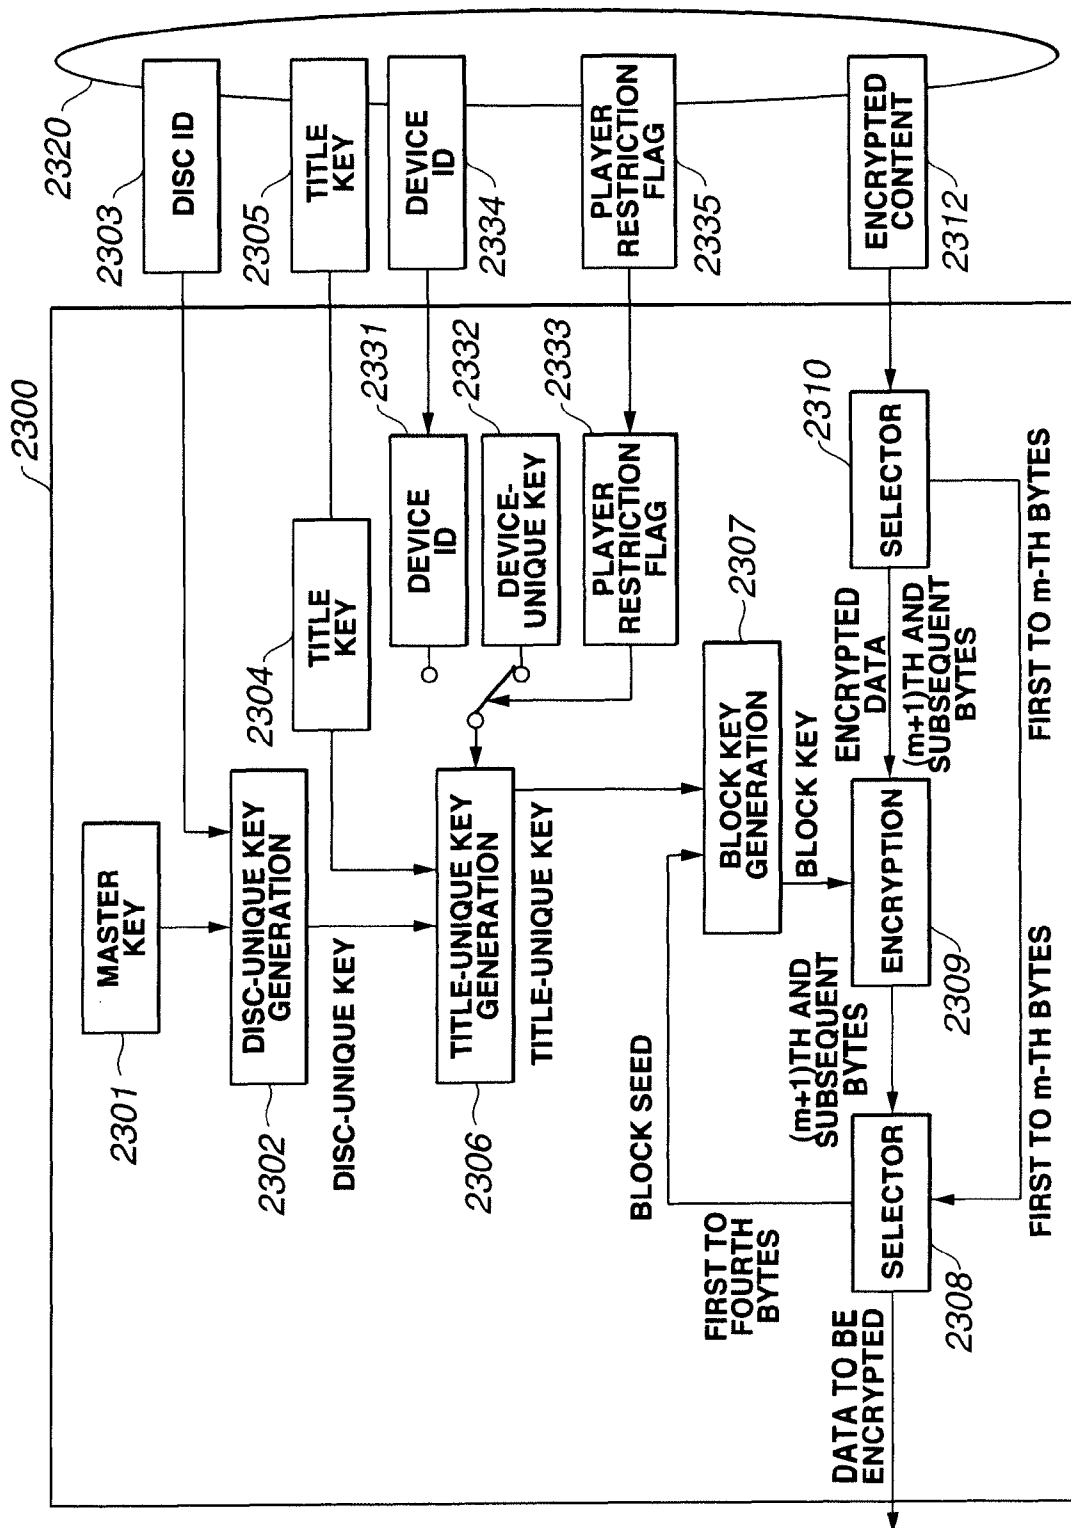 2300
2320
2303
DISC ID
2305
TITLE
KEY
DEVICE
ID
2334
PLAYER
RESTRICTION
FLAG
2335
ENCRYPTED
CONTENT
2312
MASTER
KEY
2301
DISC-UNIQUE KEY
GENERATION
2302
DISC-UNIQUE KEY
2304
TITLE
KEY
TITLE-UNIQUE KEY
GENERATION
2306
TITLE-UNIQUE KEY
2331
DEVICE
ID
2332
DEVICE-
UNIQUE KEY
2333
PLAYER
RESTRICTION
FLAG
2307
BLOCK KEY
GENERATION
BLOCK KEY
BLOCK SEED
FIRST TO
FOURTH
BYTES
2310
SELECTOR
ENCRYPTED
DATA
(m+1)TH AND
SUBSEQUENT
BYTES
ENCRYPTION
2309
(m+1)TH AND
SUBSEQUENT
BYTES
SELECTOR
2308
DATA TO BE
ENCRYPTED
FIRST TO m-TH BYTES
FIRST TO m-TH BYTES